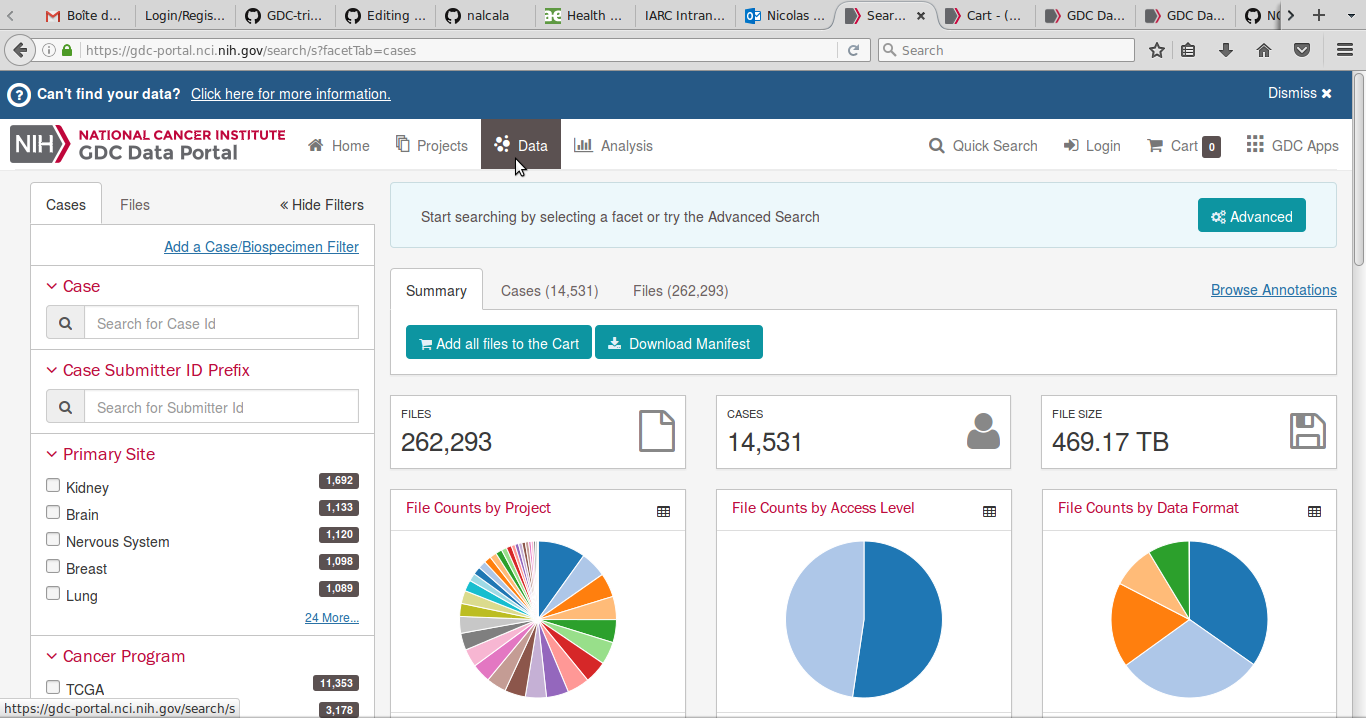 Boîte d...
Login/Regis...
GDC-tri...
Editing ...
nalcala
Health ...
IARC Intran...
Nicolas ...
Sear...
Cart - (...
GDC Da...
GDC Da...
https://gdc-portal.nci.nih.gov/search/s?facetTab=cases
Search
Can't find your data? Click here for more information.
Dismiss
NIH NATIONAL CANCER INSTITUTE
GDC Data Portal
Home
Projects
Data
Analysis
Quick Search
Login
Cart 0
GDC Apps
Cases
Files
« Hide Filters
Add a Case/Biospecimen Filter
Case
Search for Case Id
Case Submitter ID Prefix
Search for Submitter Id
Primary Site
Kidney 1,692
Brain 1,133
Nervous System 1,120
Breast 1,098
Lung 1,089
24 More...
Cancer Program
TCGA 11,353
3,178
https://gdc-portal.nci.nih.gov/search/s
Start searching by selecting a facet or try the Advanced Search
Advanced
Summary
Cases (14,531)
Files (262,293)
Browse Annotations
Add all files to the Cart
Download Manifest
FILES
262,293
CASES
14,531
FILE SIZE
469.17 TB
File Counts by Project
File Counts by Access Level
File Counts by Data Format